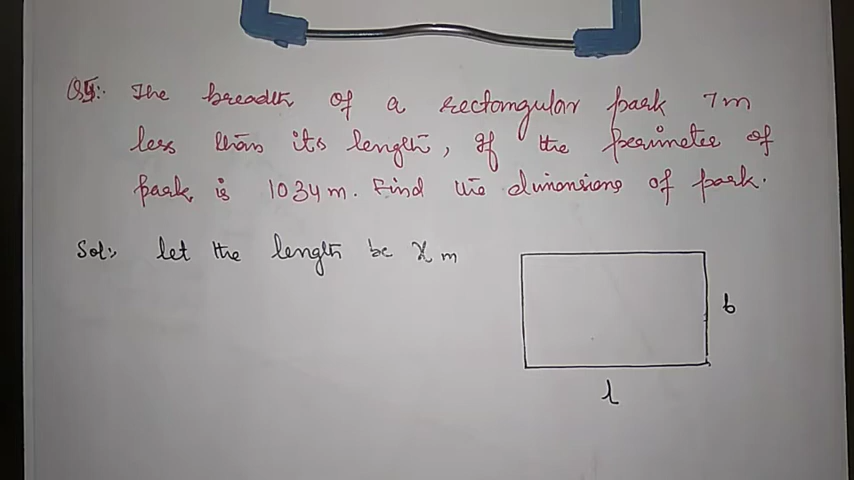 Q5:. The breadth of a rectangular park 7m
less than its length, If the perimeter of
park is 1034m. Find the dimensions of park.
Sol:- let the length be x m
b
l